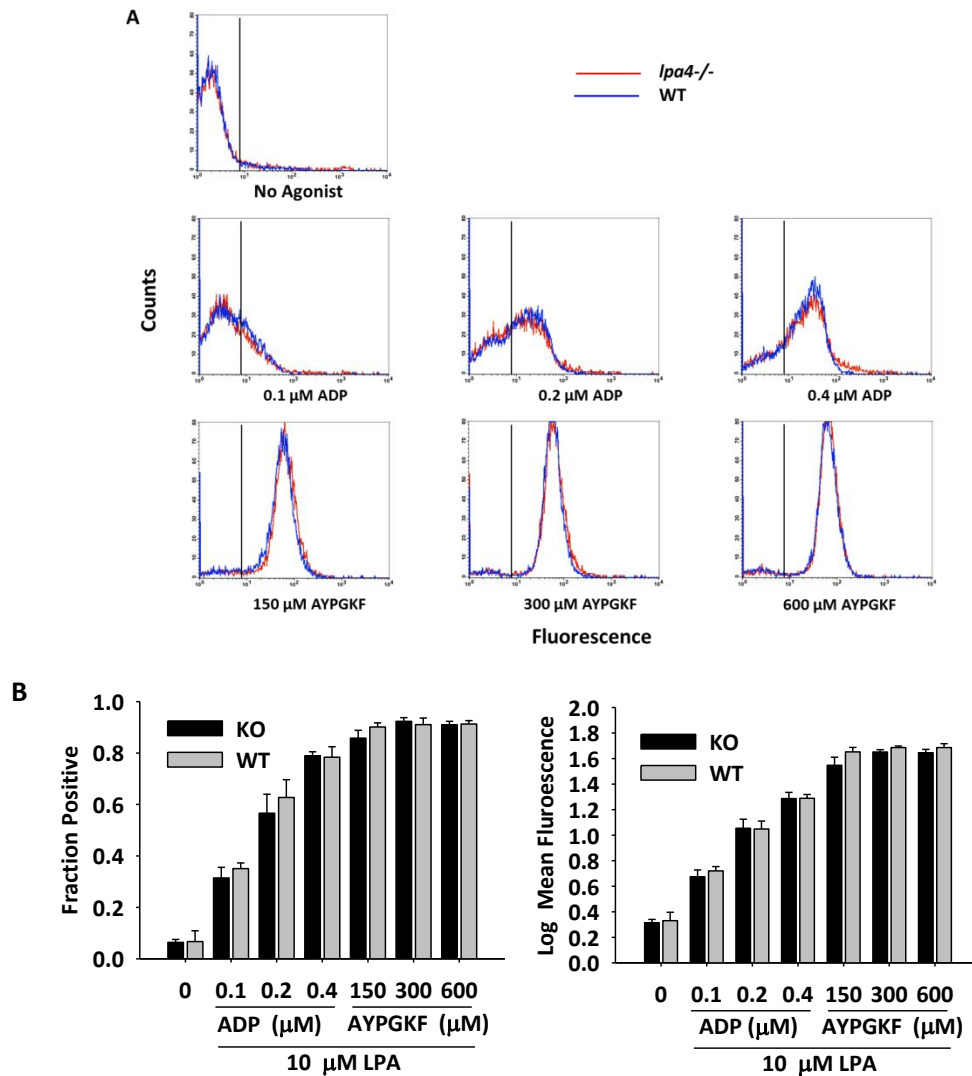 A
lpa4-/-
WT
No Agonist
Counts
0.1 µM ADP
0.2 µM ADP
0.4 µM ADP
150 µM AYPGKF
300 µM AYPGKF
600 µM AYPGKF
Fluorescence
B
Fraction Positive
1.0
0.8
0.6
0.4
0.2
0.0
KO
WT
0 0.1 0.2 0.4 150 300 600
ADP (µM) AYPGKF (µM)
10 µM LPA
Log Mean Fluroescence
2.0
1.8
1.6
1.4
1.2
1.0
0.8
0.6
0.4
0.2
0.0
KO
WT
0 0.1 0.2 0.4 150 300 600
ADP (µM) AYPGKF (µM)
10 µM LPA